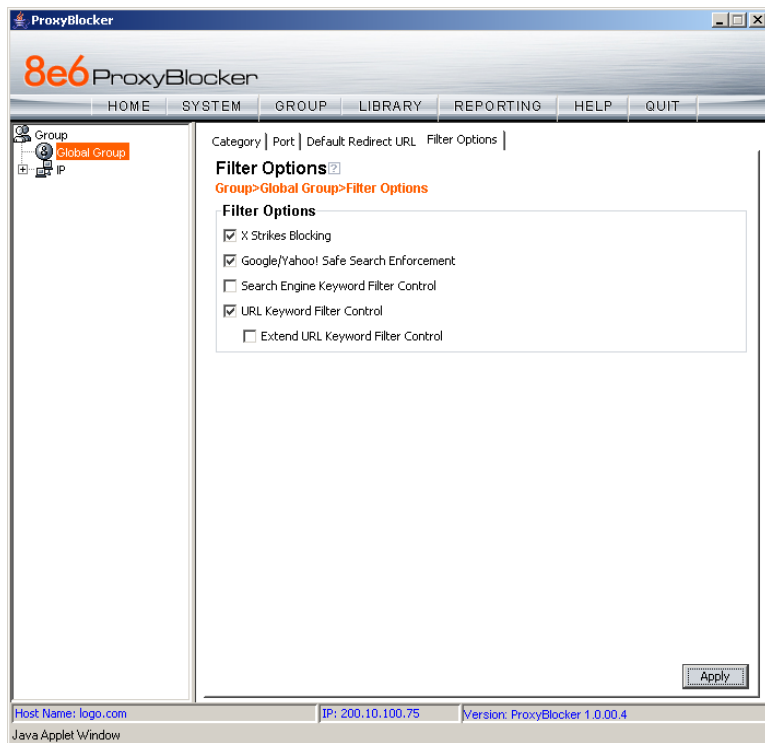 ProxyBlocker
8e6 ProxyBlocker
HOME SYSTEM GROUP LIBRARY REPORTING HELP QUIT
Group
Global Group
IP
Category Port Default Redirect URL Filter Options
Filter Options?
Group>Global Group>Filter Options
Filter Options
X Strikes Blocking
Google/Yahoo! Safe Search Enforcement
Search Engine Keyword Filter Control
URL Keyword Filter Control
Extend URL Keyword Filter Control
Apply
Host Name: logo.com IP: 200.10.100.75 Version: ProxyBlocker 1.0.00.4
Java Applet Window